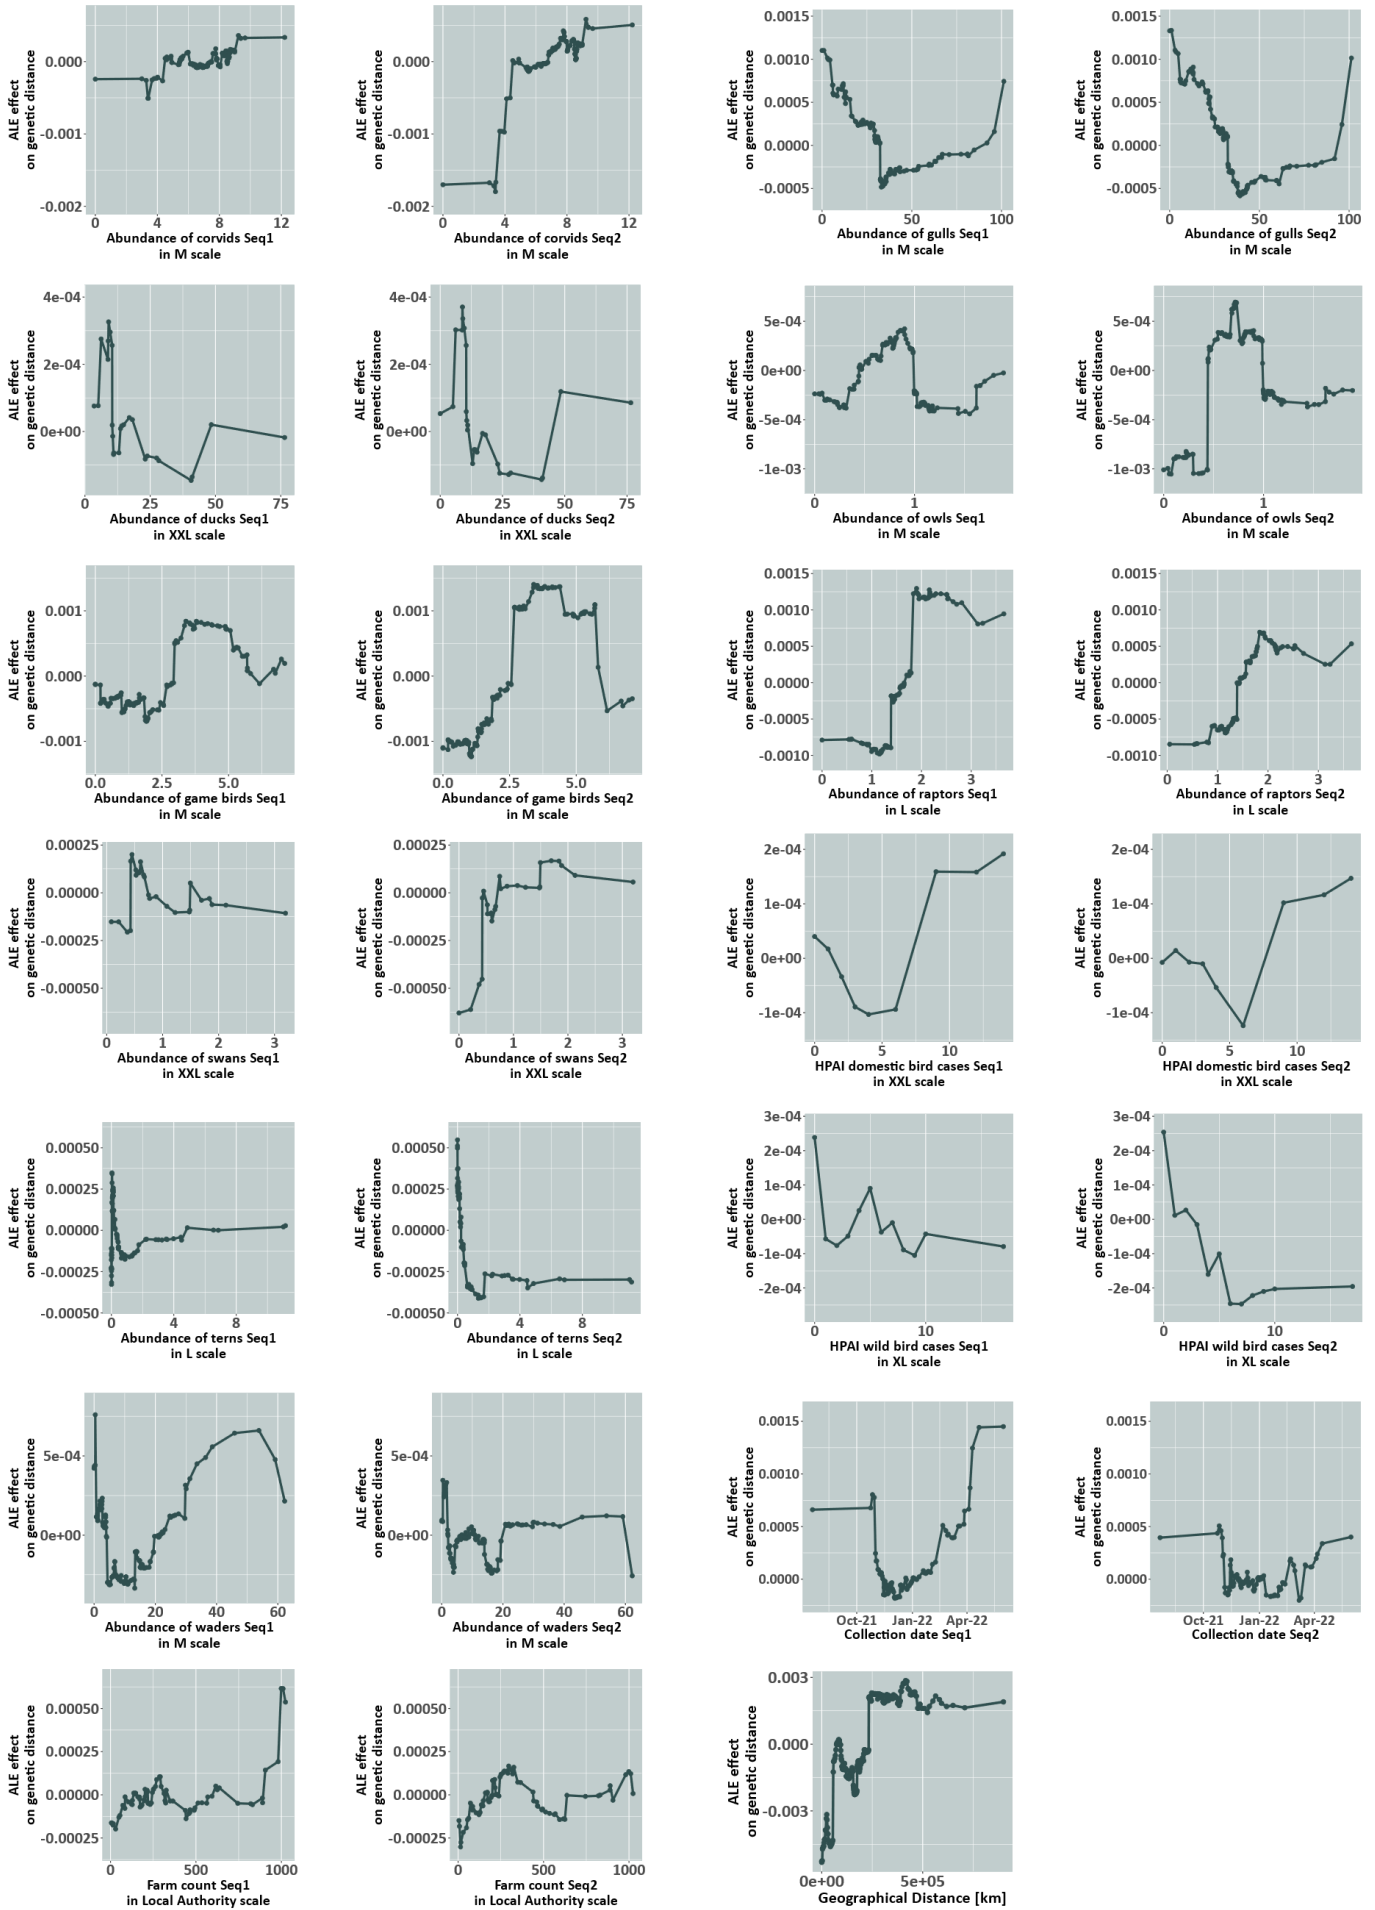 ALE effect
on genetic distance
0.000
-0.001
-0.002
0 4 8 12
Abundance of corvids Seq1
in M scale
ALE effect
on genetic distance
0.000
-0.001
-0.002
0 4 8 12
Abundance of corvids Seq2
in M scale
ALE effect
on genetic distance
0.0015
0.0010
0.0005
0.0000
-0.0005
0 50 100
Abundance of gulls Seq1
in M scale
ALE effect
on genetic distance
0.0015
0.0010
0.0005
0.0000
-0.0005
0 50 100
Abundance of gulls Seq2
in M scale
ALE effect
on genetic distance
4e-04
2e-04
0e+00
0 25 50 75
Abundance of ducks Seq1
in XXL scale
ALE effect
on genetic distance
4e-04
2e-04
0e+00
0 25 50 75
Abundance of ducks Seq2
in XXL scale
ALE effect
on genetic distance
5e-04
0e+00
-5e-04
-1e-03
0 1
Abundance of owls Seq1
in M scale
ALE effect
on genetic distance
5e-04
0e+00
-5e-04
-1e-03
0 1
Abundance of owls Seq2
in M scale
ALE effect
on genetic distance
0.001
0.000
-0.001
0.0 2.5 5.0
Abundance of game birds Seq1
in M scale
ALE effect
on genetic distance
0.001
0.000
-0.001
0.0 2.5 5.0
Abundance of game birds Seq2
in M scale
ALE effect
on genetic distance
0.0015
0.0010
0.0005
0.0000
-0.0005
-0.0010
0 1 2 3
Abundance of raptors Seq1
in L scale
ALE effect
on genetic distance
0.0015
0.0010
0.0005
0.0000
-0.0005
-0.0010
0 1 2 3
Abundance of raptors Seq2
in L scale
ALE effect
on genetic distance
0.00025
0.00000
-0.00025
-0.00050
0 1 2 3
Abundance of swans Seq1
in XXL scale
ALE effect
on genetic distance
0.00025
0.00000
-0.00025
-0.00050
0 1 2 3
Abundance of swans Seq2
in XXL scale
ALE effect
on genetic distance
2e-04
1e-04
0e+00
-1e-04
0 5 10
HPAI domestic bird cases Seq1
in XXL scale
ALE effect
on genetic distance
2e-04
1e-04
0e+00
-1e-04
0 5 10
HPAI domestic bird cases Seq2
in XXL scale
ALE effect
on genetic distance
0.00050
0.00025
0.00000
-0.00025
-0.00050
0 4 8
Abundance of terns Seq1
in L scale
ALE effect
on genetic distance
0.00050
0.00025
0.00000
-0.00025
-0.00050
0 4 8
Abundance of terns Seq2
in L scale
ALE effect
on genetic distance
3e-04
2e-04
1e-04
0e+00
-1e-04
-2e-04
0 10
HPAI wild bird cases Seq1
in XL scale
ALE effect
on genetic distance
3e-04
2e-04
1e-04
0e+00
-1e-04
-2e-04
0 10
HPAI wild bird cases Seq2
in XL scale
ALE effect
on genetic distance
5e-04
0e+00
0 20 40 60
Abundance of waders Seq1
in M scale
ALE effect
on genetic distance
5e-04
0e+00
0 20 40 60
Abundance of waders Seq2
in M scale
ALE effect
on genetic distance
0.0015
0.0010
0.0005
0.0000
Oct-21 Jan-22 Apr-22
Collection date Seq1
ALE effect
on genetic distance
0.0015
0.0010
0.0005
0.0000
Oct-21 Jan-22 Apr-22
Collection date Seq2
ALE effect
on genetic distance
0.00050
0.00025
0.00000
-0.00025
0 500 1000
Farm count Seq1
in Local Authority scale
ALE effect
on genetic distance
0.00050
0.00025
0.00000
-0.00025
0 500 1000
Farm count Seq2
in Local Authority scale
ALE effect
on genetic distance
0.003
0.000
-0.003
0e+00 5e+05
Geographical Distance [km]